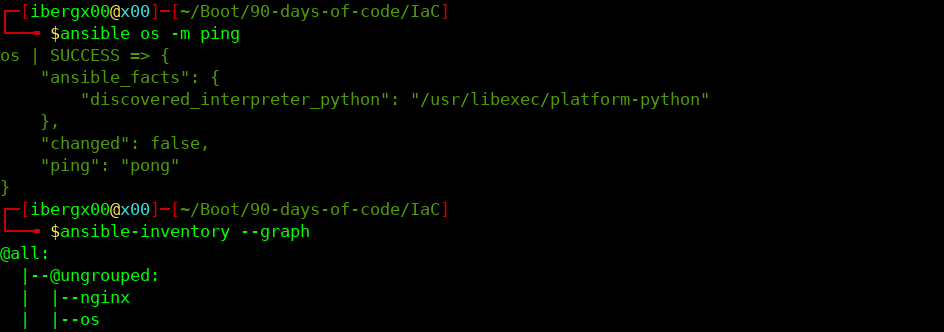 ┌─[ibergx00@x00]─[~/Boot/90-days-of-code/IaC]
└──╼ $ansible os -m ping
os | SUCCESS => {
    "ansible_facts": {
        "discovered_interpreter_python": "/usr/libexec/platform-python"
    },
    "changed": false,
    "ping": "pong"
}
┌─[ibergx00@x00]─[~/Boot/90-days-of-code/IaC]
└──╼ $ansible-inventory --graph
@all:
  |--@ungrouped:
  |  |--nginx
  |  |--os